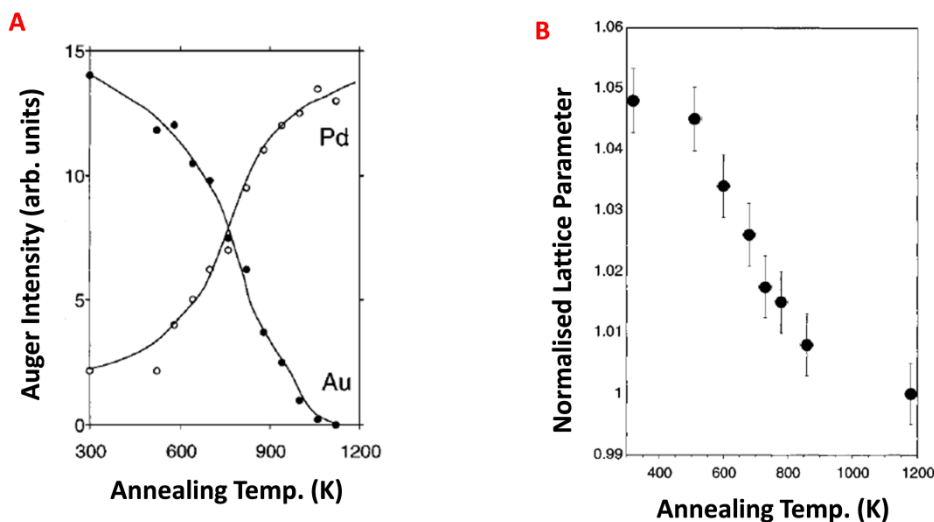 A
Auger Intensity (arb. units)
15
10
5
0
Pd
Au
300
600
900
1200
Annealing Temp. (K)
B
Normalised Lattice Parameter
1.06
1.05
1.04
1.03
1.02
1.01
1
0.99
400
600
800
1000
1200
Annealing Temp. (K)